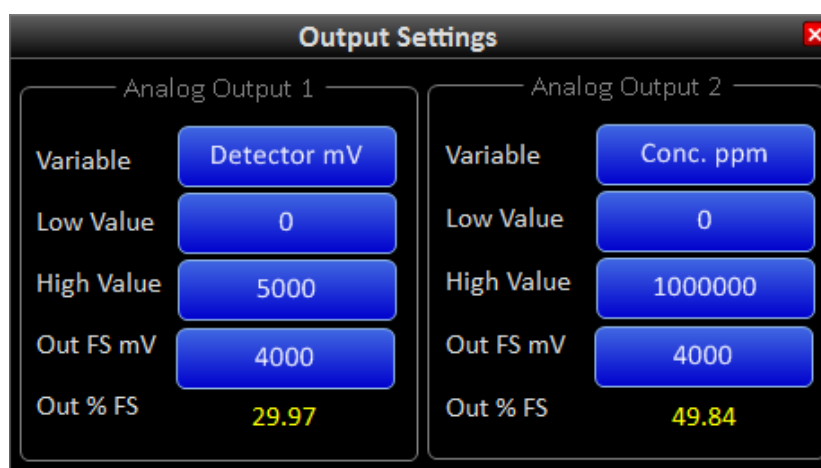 Output Settings
Analog Output 1
Variable Detector mV
Low Value 0
High Value 5000
Out FS mV 4000
Out % FS 29.97
Analog Output 2
Variable Conc. ppm
Low Value 0
High Value 1000000
Out FS mV 4000
Out % FS 49.84